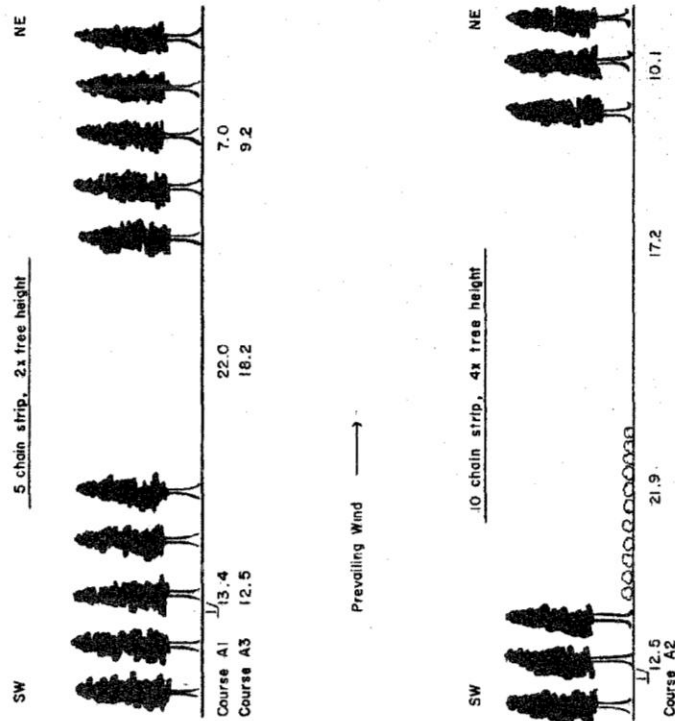 5 chain strip, 2x tree height
SW
NE
Course A1 1/ 13.4 22.0 7.0
Course A3 12.5 18.2 9.2
Prevailing Wind →
10 chain strip, 4x tree height
SW
NE
1/ 12.5 21.9 17.2 10.1
Course A2